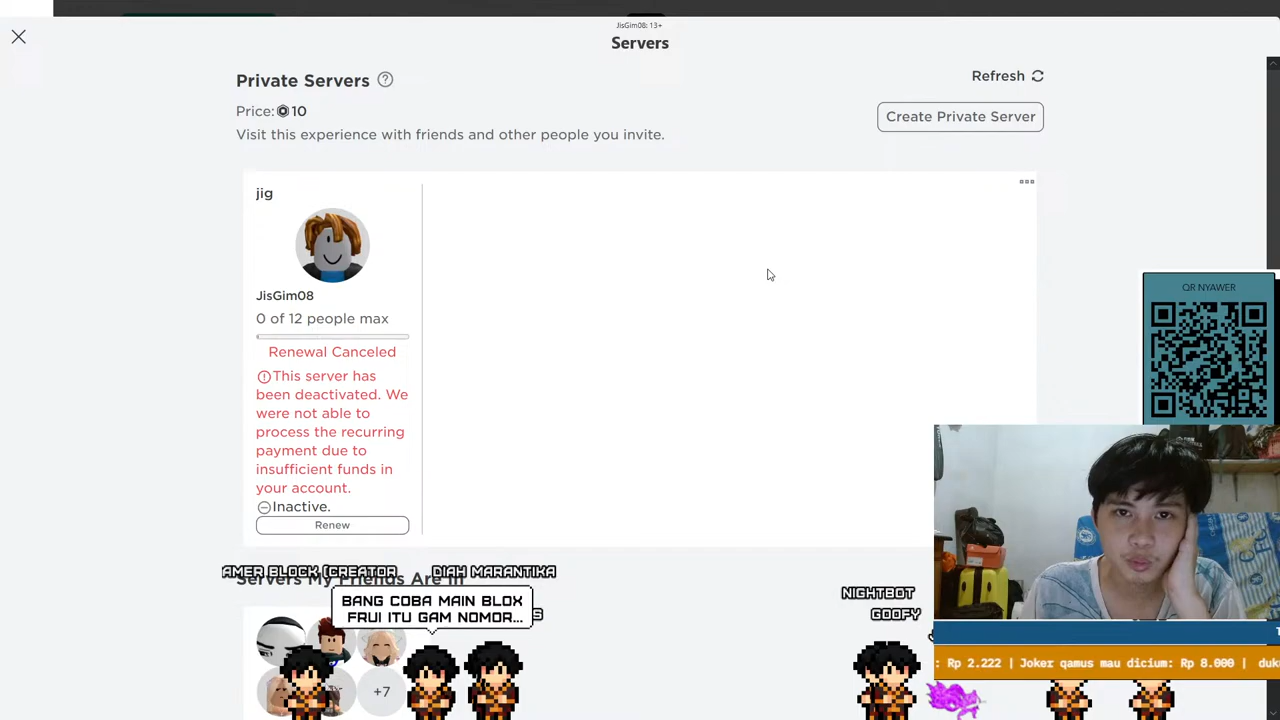 JisGim08: 13+
Servers
Private Servers
Refresh
Price: 10
Create Private Server
Visit this experience with friends and other people you invite.
jig
JisGim08
0 of 12 people max
Renewal Canceled
This server has
been deactivated. We
were not able to
process the recurring
payment due to
insufficient funds in
your account.
Inactive.
Renew
QR NYAWER
AMER BLOCK (CREATOR
DIAH MARANTIKA
Servers My Friends Are In
BANG COBA MAIN BLOX
FRUI ITU GAM NOMOR...
S
NIGHTBOT
GOOFY
+7
: Rp 2.222 | Joker qamus mau dicium: Rp 8.000 | duk